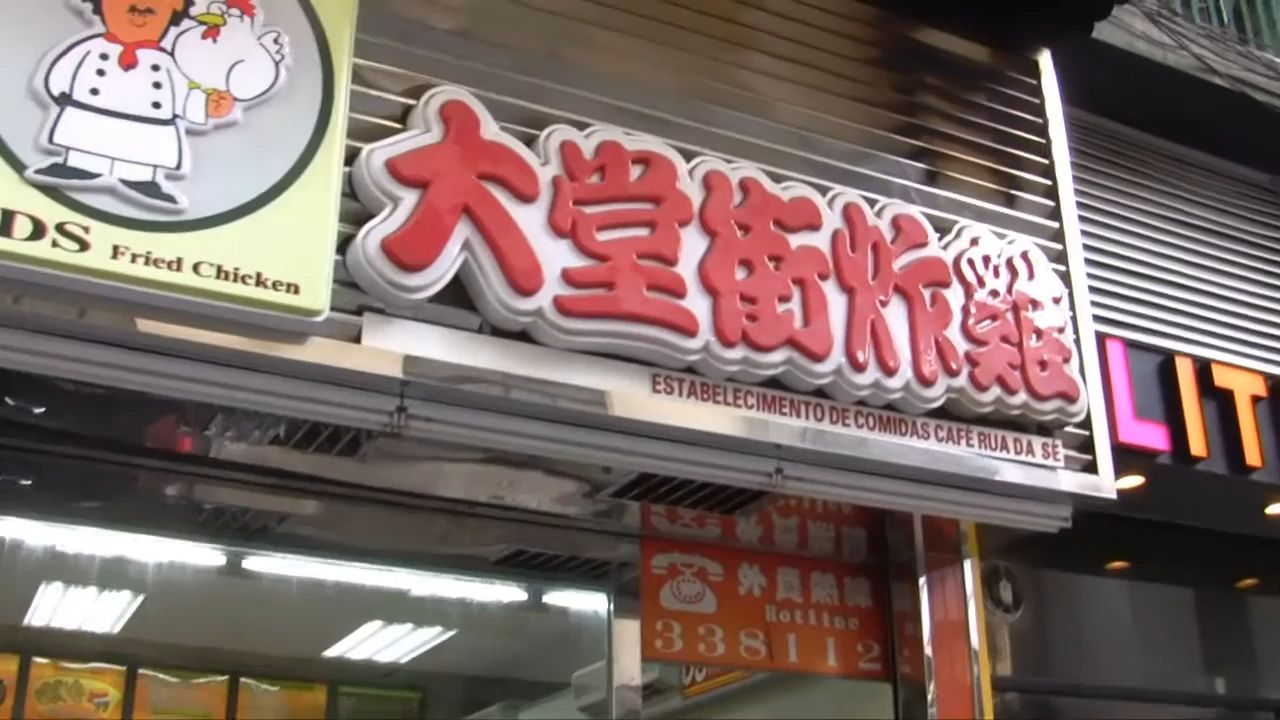 DS Fried Chicken
大堂街炸雞
ESTABELECIMENTO DE COMIDAS CAFÉ RUA DA SÉ
LIT
外賣熱線
Hotline
338112